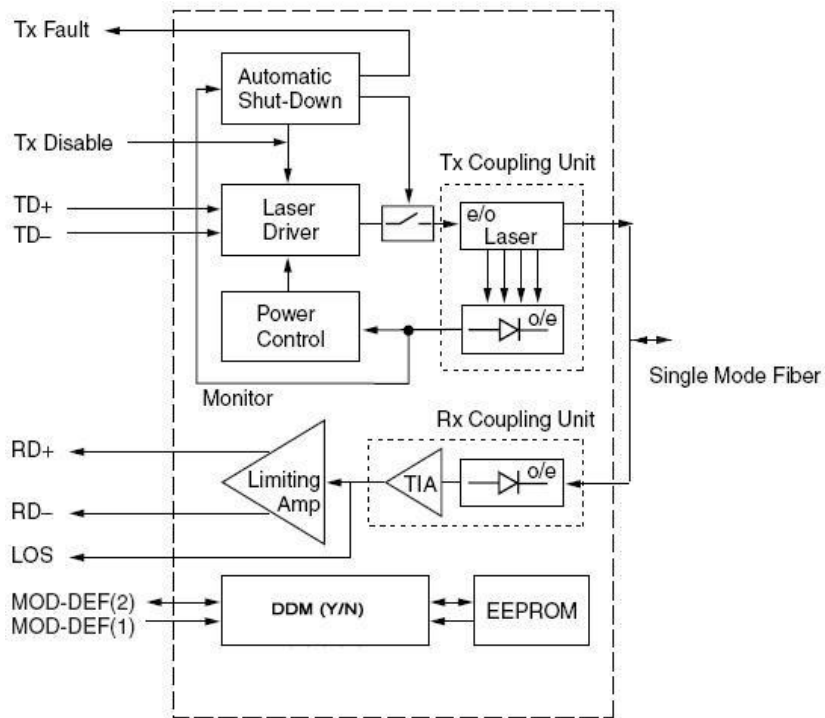 Tx Fault
Automatic
Shut-Down
Tx Disable
Tx Coupling Unit
TD+
TD–
Laser
Driver
e/o
Laser
Power
Control
o/e
Single Mode Fiber
Monitor
Rx Coupling Unit
RD+
RD–
Limiting
Amp
TIA
o/e
LOS
MOD-DEF(2)
MOD-DEF(1)
DDM (Y/N)
EEPROM